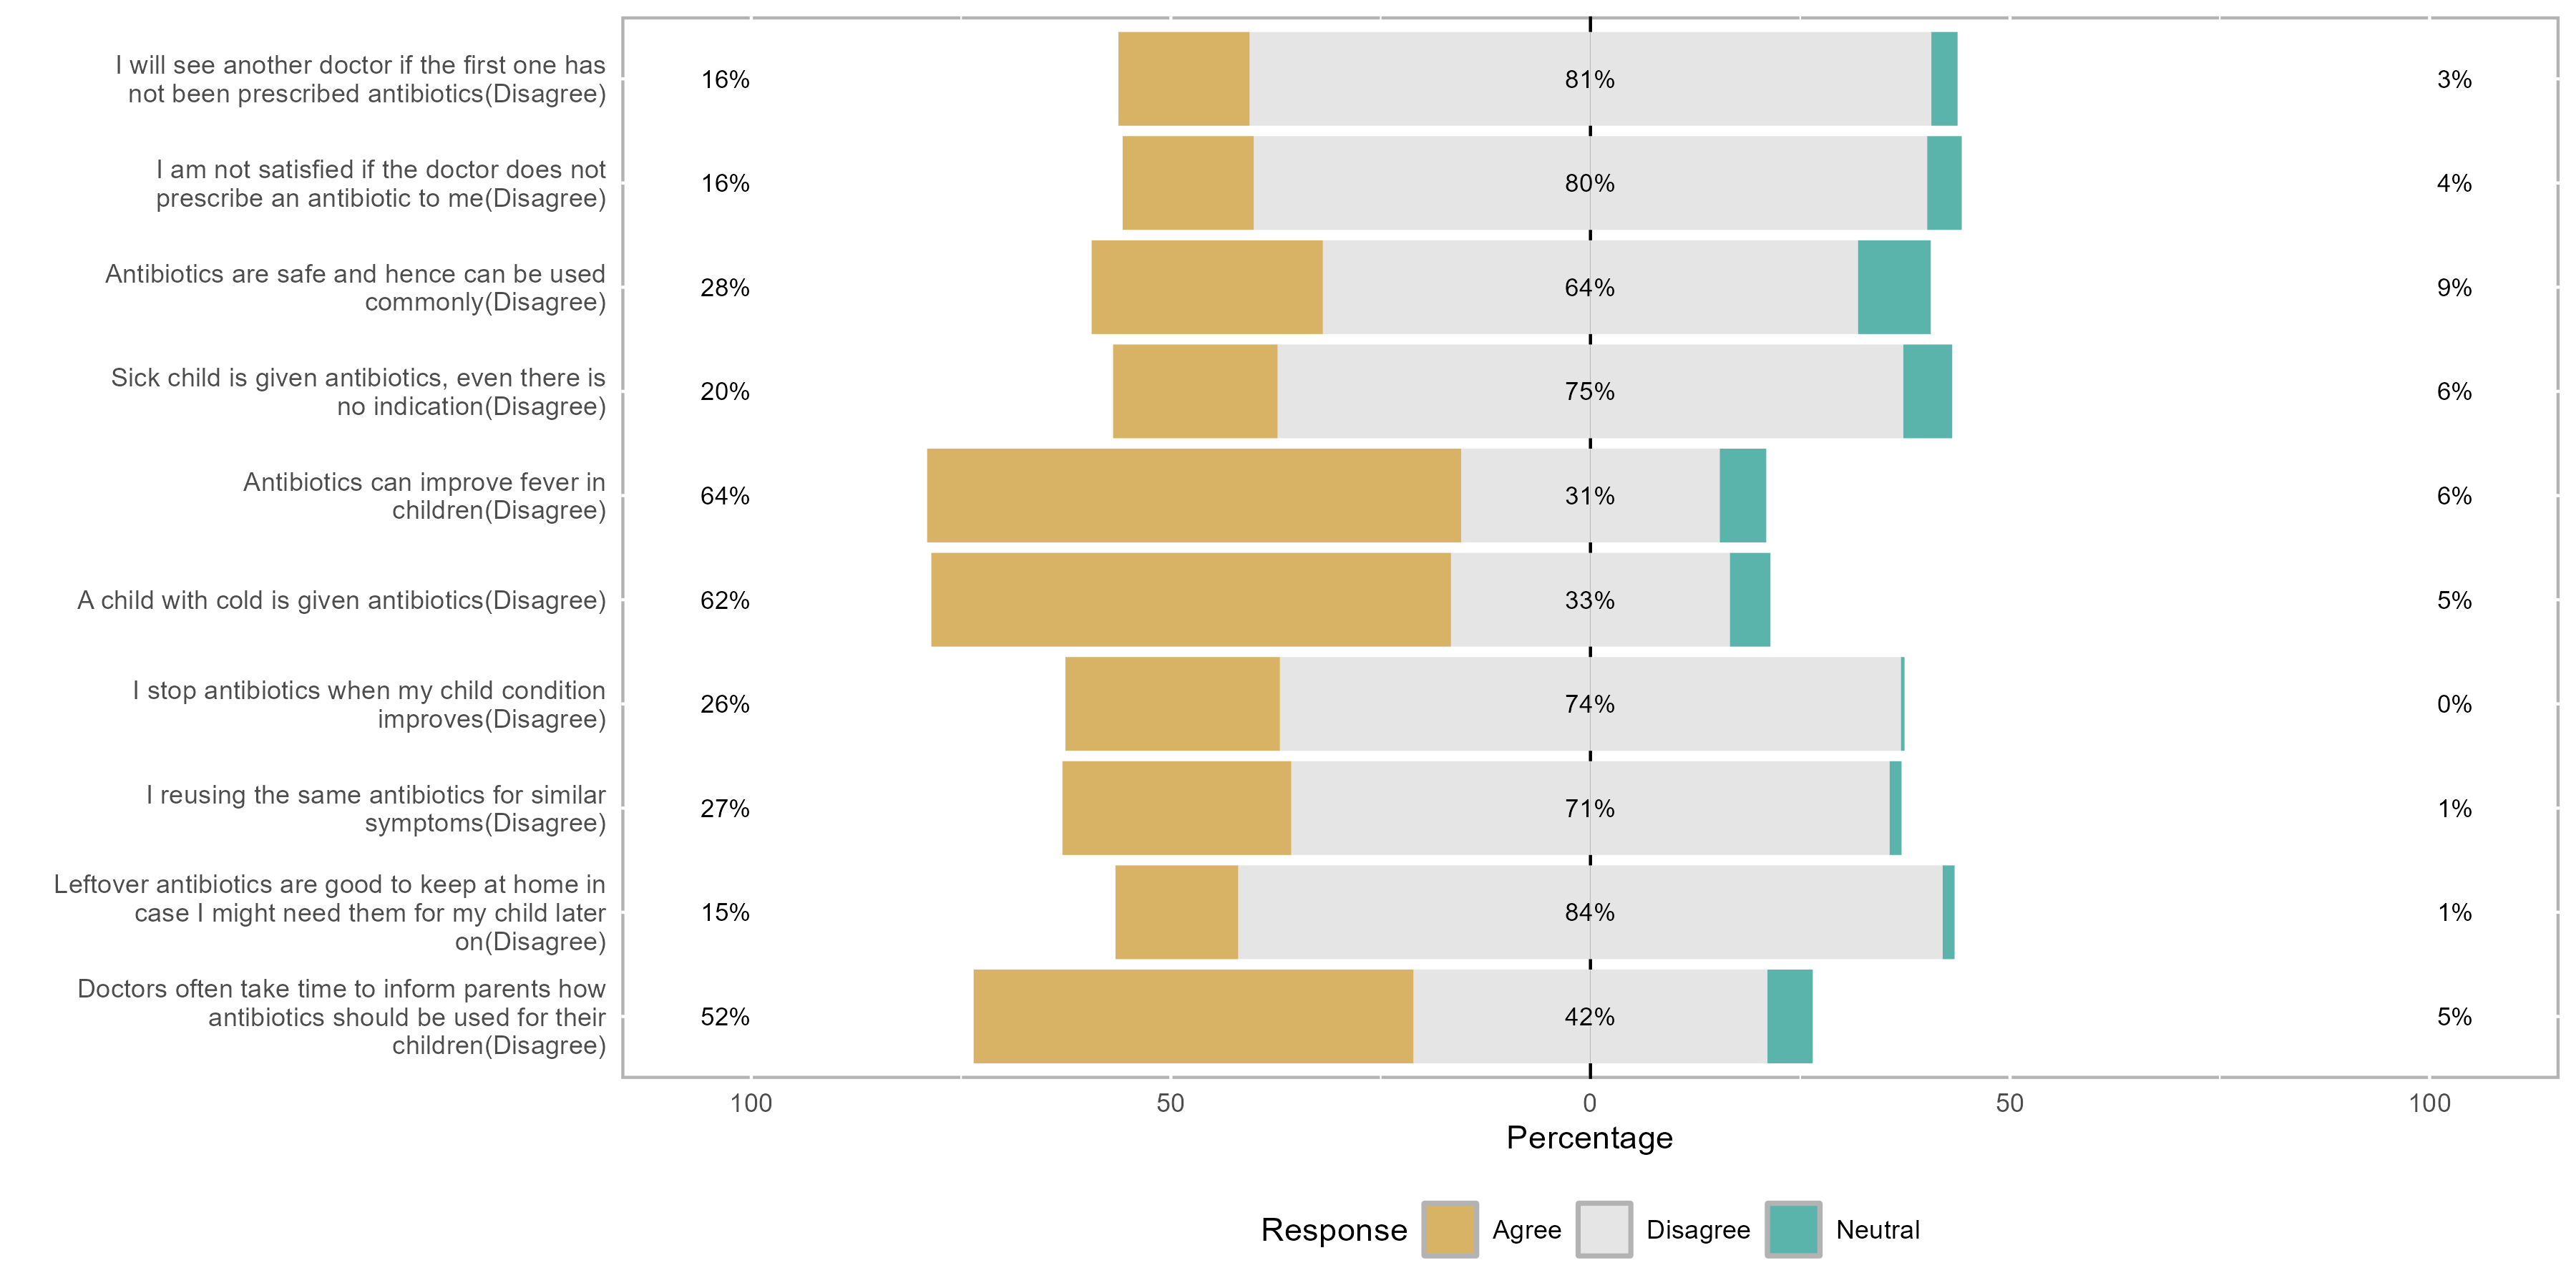 I will see another doctor if the first one has
not been prescribed antibiotics(Disagree)
16%
81%
3%
I am not satisfied if the doctor does not
prescribe an antibiotic to me(Disagree)
16%
80%
4%
Antibiotics are safe and hence can be used
commonly(Disagree)
28%
64%
9%
Sick child is given antibiotics, even there is
no indication(Disagree)
20%
75%
6%
Antibiotics can improve fever in
children(Disagree)
64%
31%
6%
A child with cold is given antibiotics(Disagree)
62%
33%
5%
I stop antibiotics when my child condition
improves(Disagree)
26%
74%
0%
I reusing the same antibiotics for similar
symptoms(Disagree)
27%
71%
1%
Leftover antibiotics are good to keep at home in
case I might need them for my child later
on(Disagree)
15%
84%
1%
Doctors often take time to inform parents how
antibiotics should be used for their
children(Disagree)
52%
42%
5%
100 50 0 50 100
Percentage
Response Agree Disagree Neutral